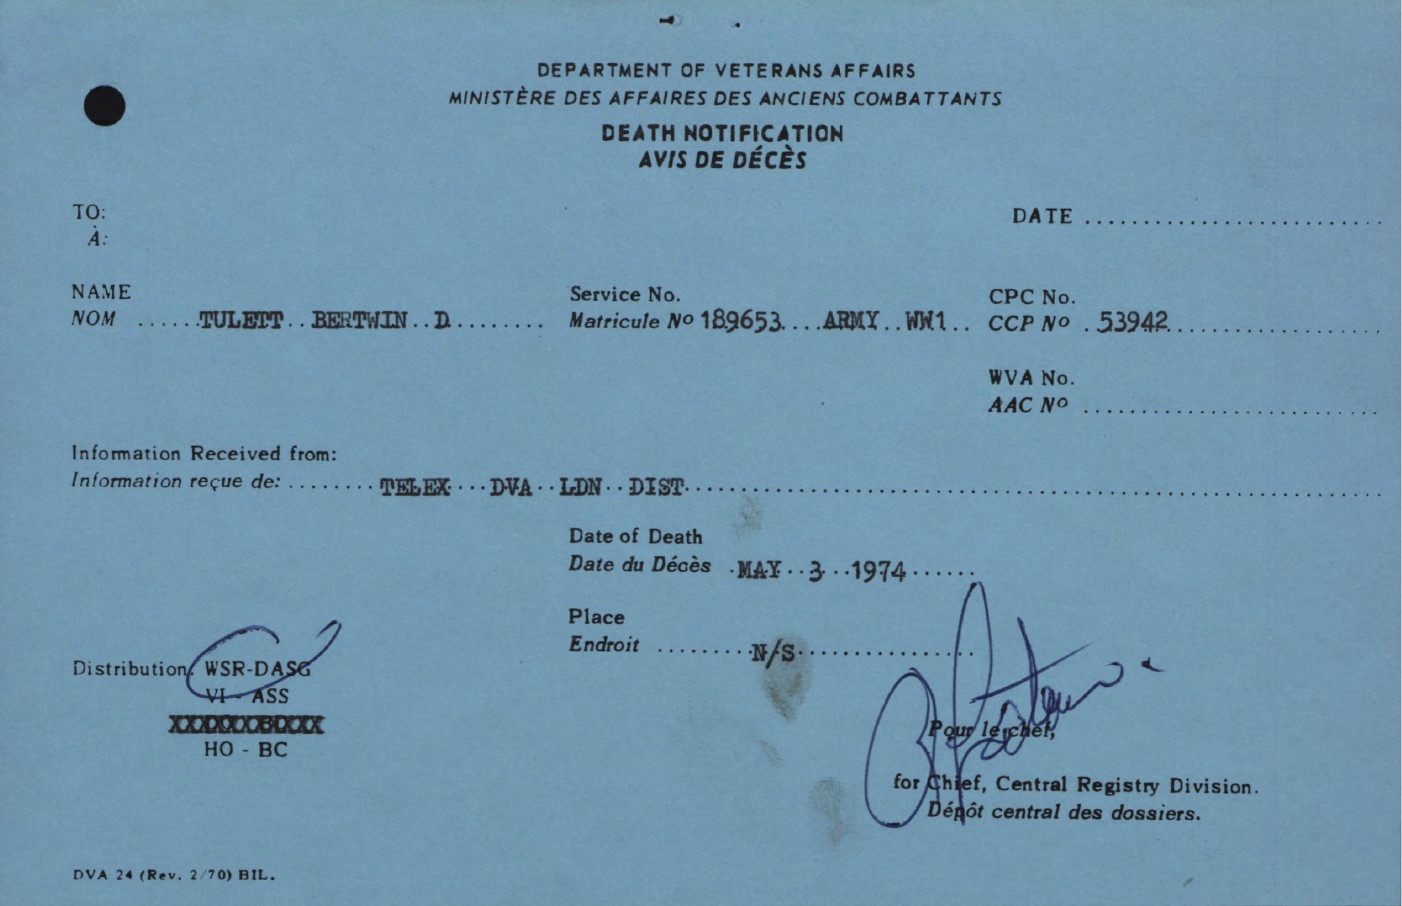 DEPARTMENT OF VETERANS AFFAIRS
MINISTÈRE DES AFFAIRES DES ANCIENS COMBATTANTS
DEATH NOTIFICATION
AVIS DE DÉCÈS
TO:
À:
DATE
NAME
NOM TULETT BERTWIN D
Service No.
Matricule Nº 189653 ARMY WW1
CPC No.
CCP Nº 53942
WVA No.
AAC Nº
Information Received from:
Information reçue de: TELEX DVA LDN DIST
Date of Death
Date du Décès MAY 3 1974
Place
Endroit N/S
Distribution: WSR-DASG
VI - ASS
HO - BC
Pour le chef,
for Chief, Central Registry Division.
Dépôt central des dossiers.
DVA 24 (Rev. 2/70) BIL.